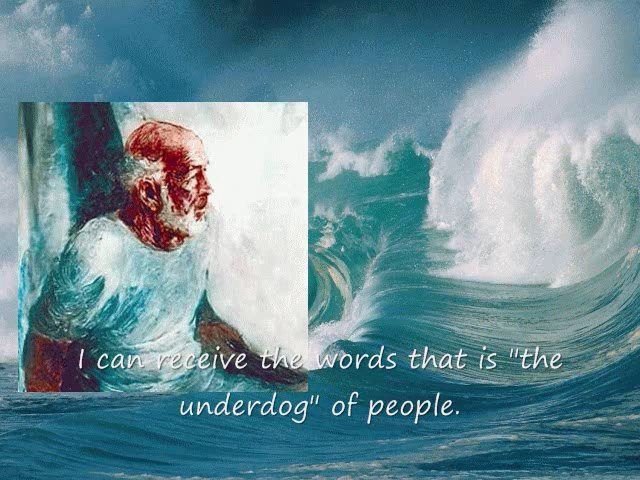 I can receive the words that is "the
underdog" of people.